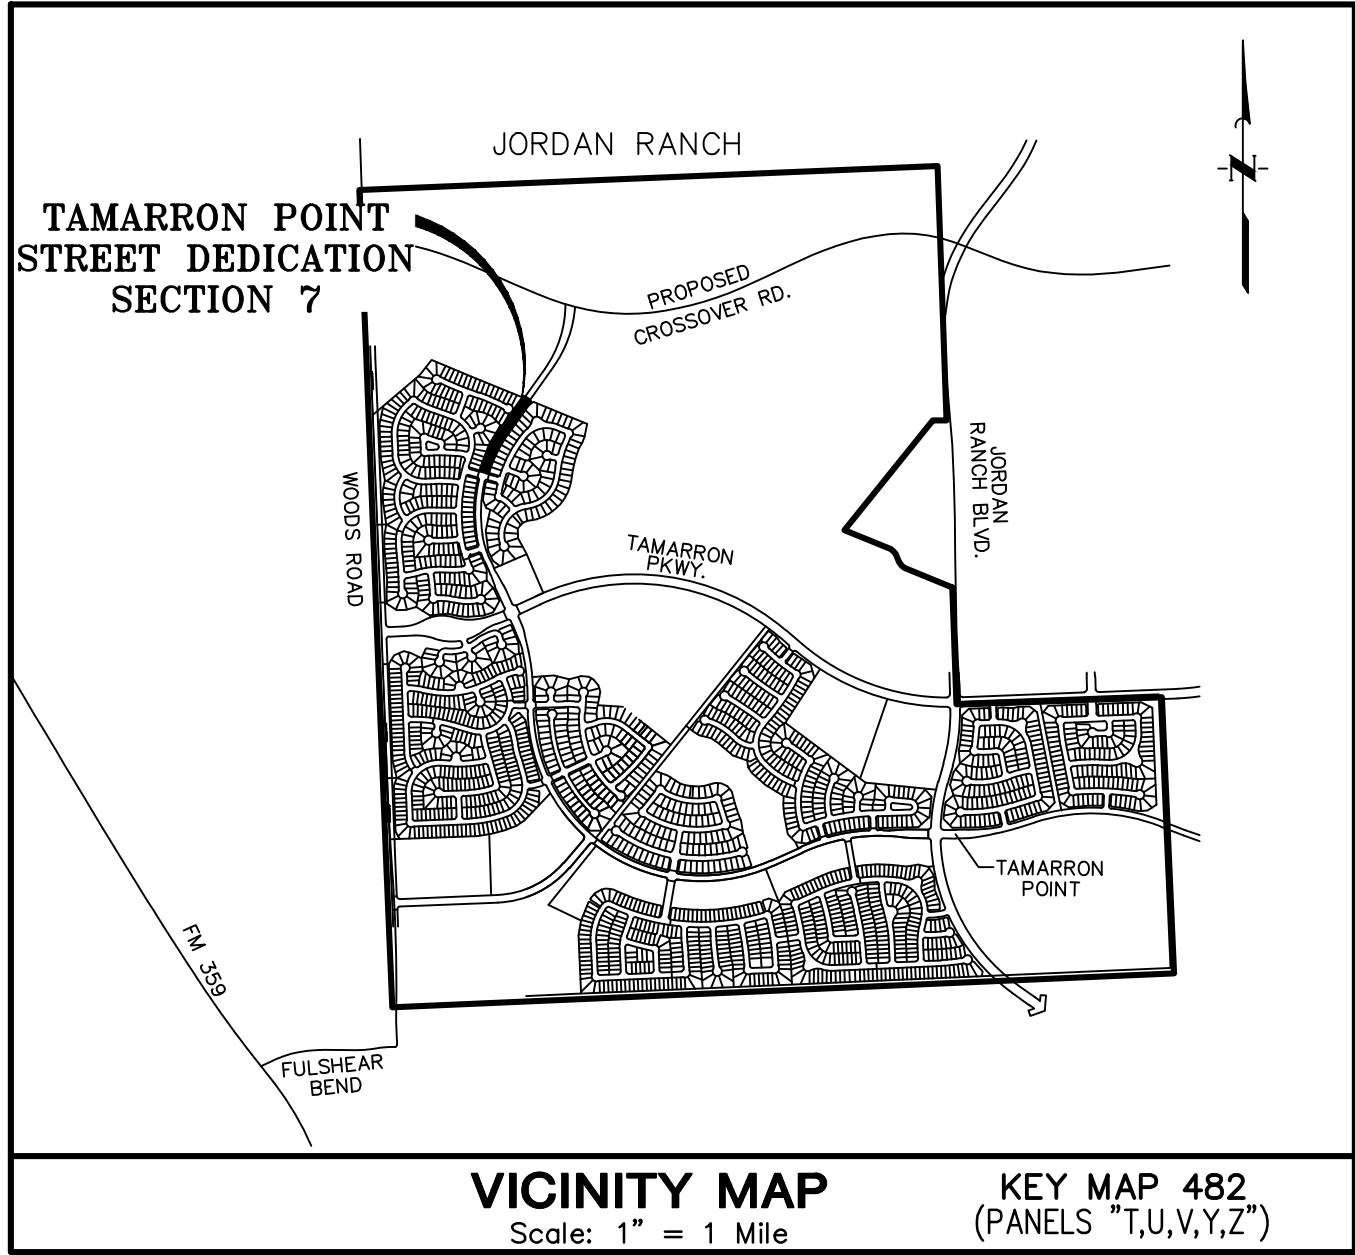 JORDAN RANCH
N
TAMARRON POINT
STREET DEDICATION
SECTION 7
PROPOSED
CROSSOVER RD.
JORDAN
RANCH BLVD.
WOODS ROAD
TAMARRON
PKWY.
TAMARRON
POINT
FM 359
FULSHEAR
BEND
VICINITY MAP
Scale: 1" = 1 Mile
KEY MAP 482
(PANELS "T,U,V,Y,Z")